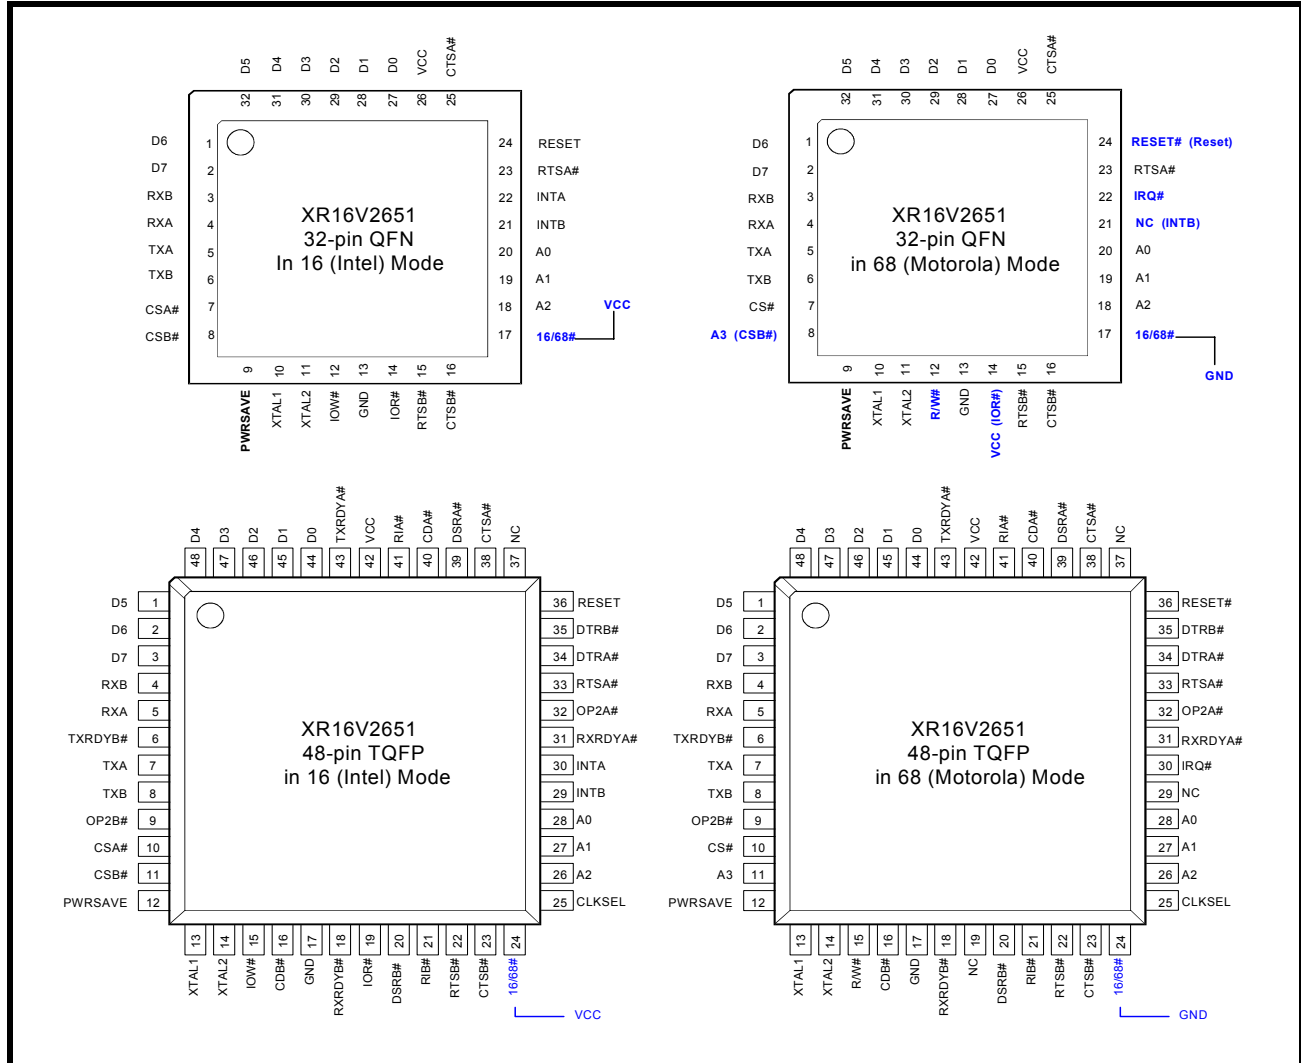 D5 D4 D3 D2 D1 D0 VCC CTSA#
32 31 30 29 28 27 26 25
D6 1 24 RESET
D7 2 23 RTSA#
RXB 3 22 INTA
RXA 4 21 INTB
TXA 5 20 A0
TXB 6 19 A1
CSA# 7 18 A2 VCC
CSB# 8 17 16/68#
XR16V2651
32-pin QFN
In 16 (Intel) Mode
9 10 11 12 13 14 15 16
PWRSAVE XTAL1 XTAL2 IOW# GND IOR# RTSB# CTSB#
D5 D4 D3 D2 D1 D0 VCC CTSA#
32 31 30 29 28 27 26 25
D6 1 24 RESET# (Reset)
D7 2 23 RTSA#
RXB 3 22 IRQ#
RXA 4 21 NC (INTB)
TXA 5 20 A0
TXB 6 19 A1
CS# 7 18 A2
A3 (CSB#) 8 17 16/68#
GND
XR16V2651
32-pin QFN
in 68 (Motorola) Mode
9 10 11 12 13 14 15 16
PWRSAVE XTAL1 XTAL2 R/W# GND VCC (IOR#) RTSB# CTSB#
D4 D3 D2 D1 D0 TXRDYA# VCC RIA# CDA# DSRA# CTSA# NC
48 47 46 45 44 43 42 41 40 39 38 37
D5 1 36 RESET
D6 2 35 DTRB#
D7 3 34 DTRA#
RXB 4 33 RTSA#
RXA 5 32 OP2A#
TXRDYB# 6 31 RXRDYA#
TXA 7 30 INTA
TXB 8 29 INTB
OP2B# 9 28 A0
CSA# 10 27 A1
CSB# 11 26 A2
PWRSAVE 12 25 CLKSEL
XR16V2651
48-pin TQFP
in 16 (Intel) Mode
13 14 15 16 17 18 19 20 21 22 23 24
XTAL1 XTAL2 IOW# CDB# GND RXRDYB# IOR# DSRB# RIB# RTSB# CTSB# 16/68#
VCC
D4 D3 D2 D1 D0 TXRDYA# VCC RIA# CDA# DSRA# CTSA# NC
48 47 46 45 44 43 42 41 40 39 38 37
D5 1 36 RESET#
D6 2 35 DTRB#
D7 3 34 DTRA#
RXB 4 33 RTSA#
RXA 5 32 OP2A#
TXRDYB# 6 31 RXRDYA#
TXA 7 30 IRQ#
TXB 8 29 NC
OP2B# 9 28 A0
CS# 10 27 A1
A3 11 26 A2
PWRSAVE 12 25 CLKSEL
XR16V2651
48-pin TQFP
in 68 (Motorola) Mode
13 14 15 16 17 18 19 20 21 22 23 24
XTAL1 XTAL2 R/W# CDB# GND RXRDYB# NC DSRB# RIB# RTSB# CTSB# 16/68#
GND